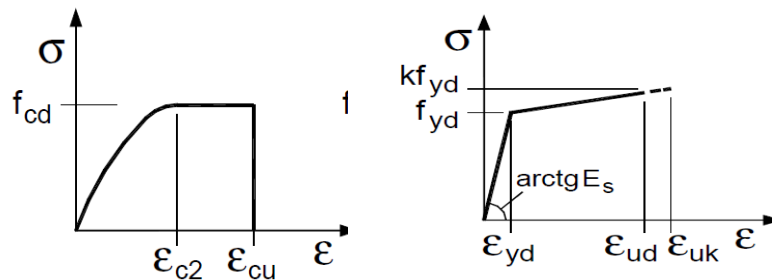 σ
f_cd
ε_c2
ε_cu
ε
f
σ
kf_yd
f_yd
arctg E_s
ε_yd
ε_ud
ε_uk
ε